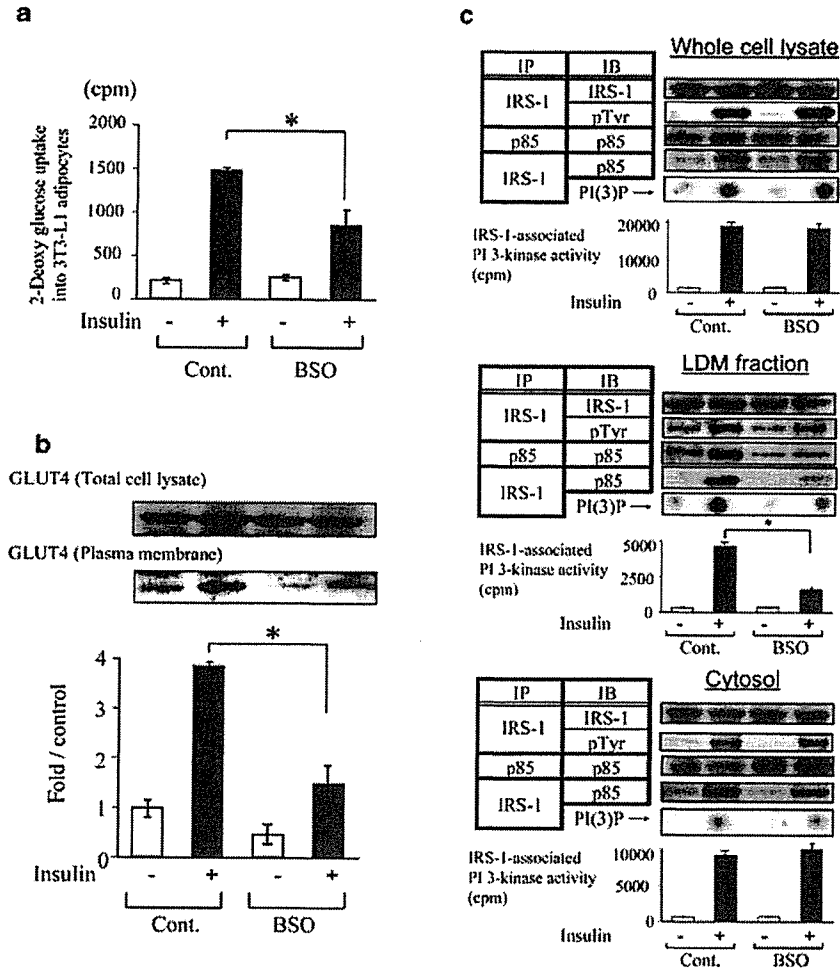 a
(cpm)
2-Deoxy glucose uptake
into 3T3-L1 adipocytes
2000
1500
1000
500
0
*
Insulin - + - +
Cont. BSO
b
GLUT4 (Total cell lysate)
GLUT4 (Plasma membrane)
Fold / control
4
3
2
1
0
*
Insulin - + - +
Cont. BSO
c
Whole cell lysate
IP IB
IRS-1 IRS-1
pTyr
p85 p85
IRS-1 p85
PI(3)P →
IRS-1-associated
PI 3-kinase activity
(cpm)
20000
10000
0
Insulin - + - +
Cont. BSO
LDM fraction
IP IB
IRS-1 IRS-1
pTyr
p85 p85
IRS-1 p85
PI(3)P →
IRS-1-associated
PI 3-kinase activity
(cpm)
5000
2500
0
*
Insulin - + - +
Cont. BSO
Cytosol
IP IB
IRS-1 IRS-1
pTyr
p85 p85
IRS-1 p85
PI(3)P →
IRS-1-associated
PI 3-kinase activity
(cpm)
10000
5000
0
Insulin - + - +
Cont. BSO